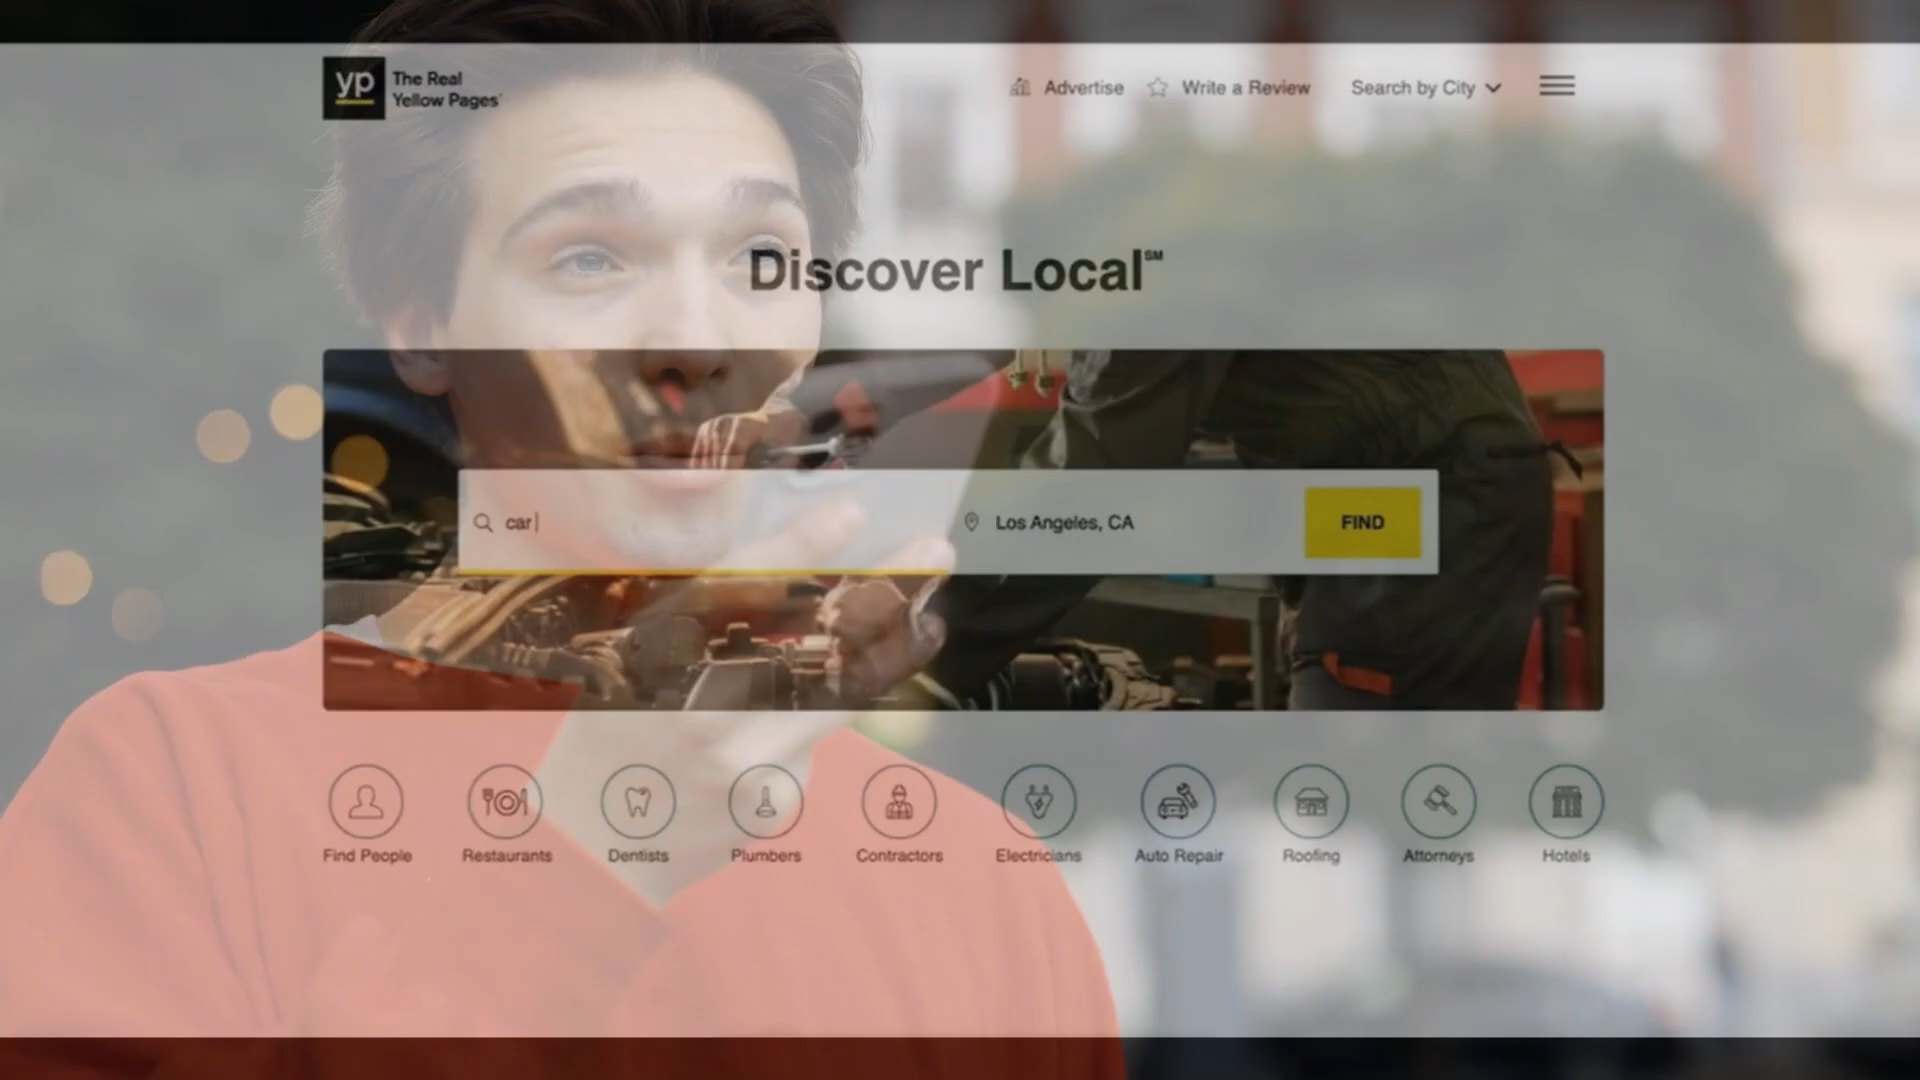 yp
The Real
Yellow Pages
Advertise
Write a Review
Search by City
Discover Local℠
car
Los Angeles, CA
FIND
Find People
Restaurants
Dentists
Plumbers
Contractors
Electricians
Auto Repair
Roofing
Attorneys
Hotels